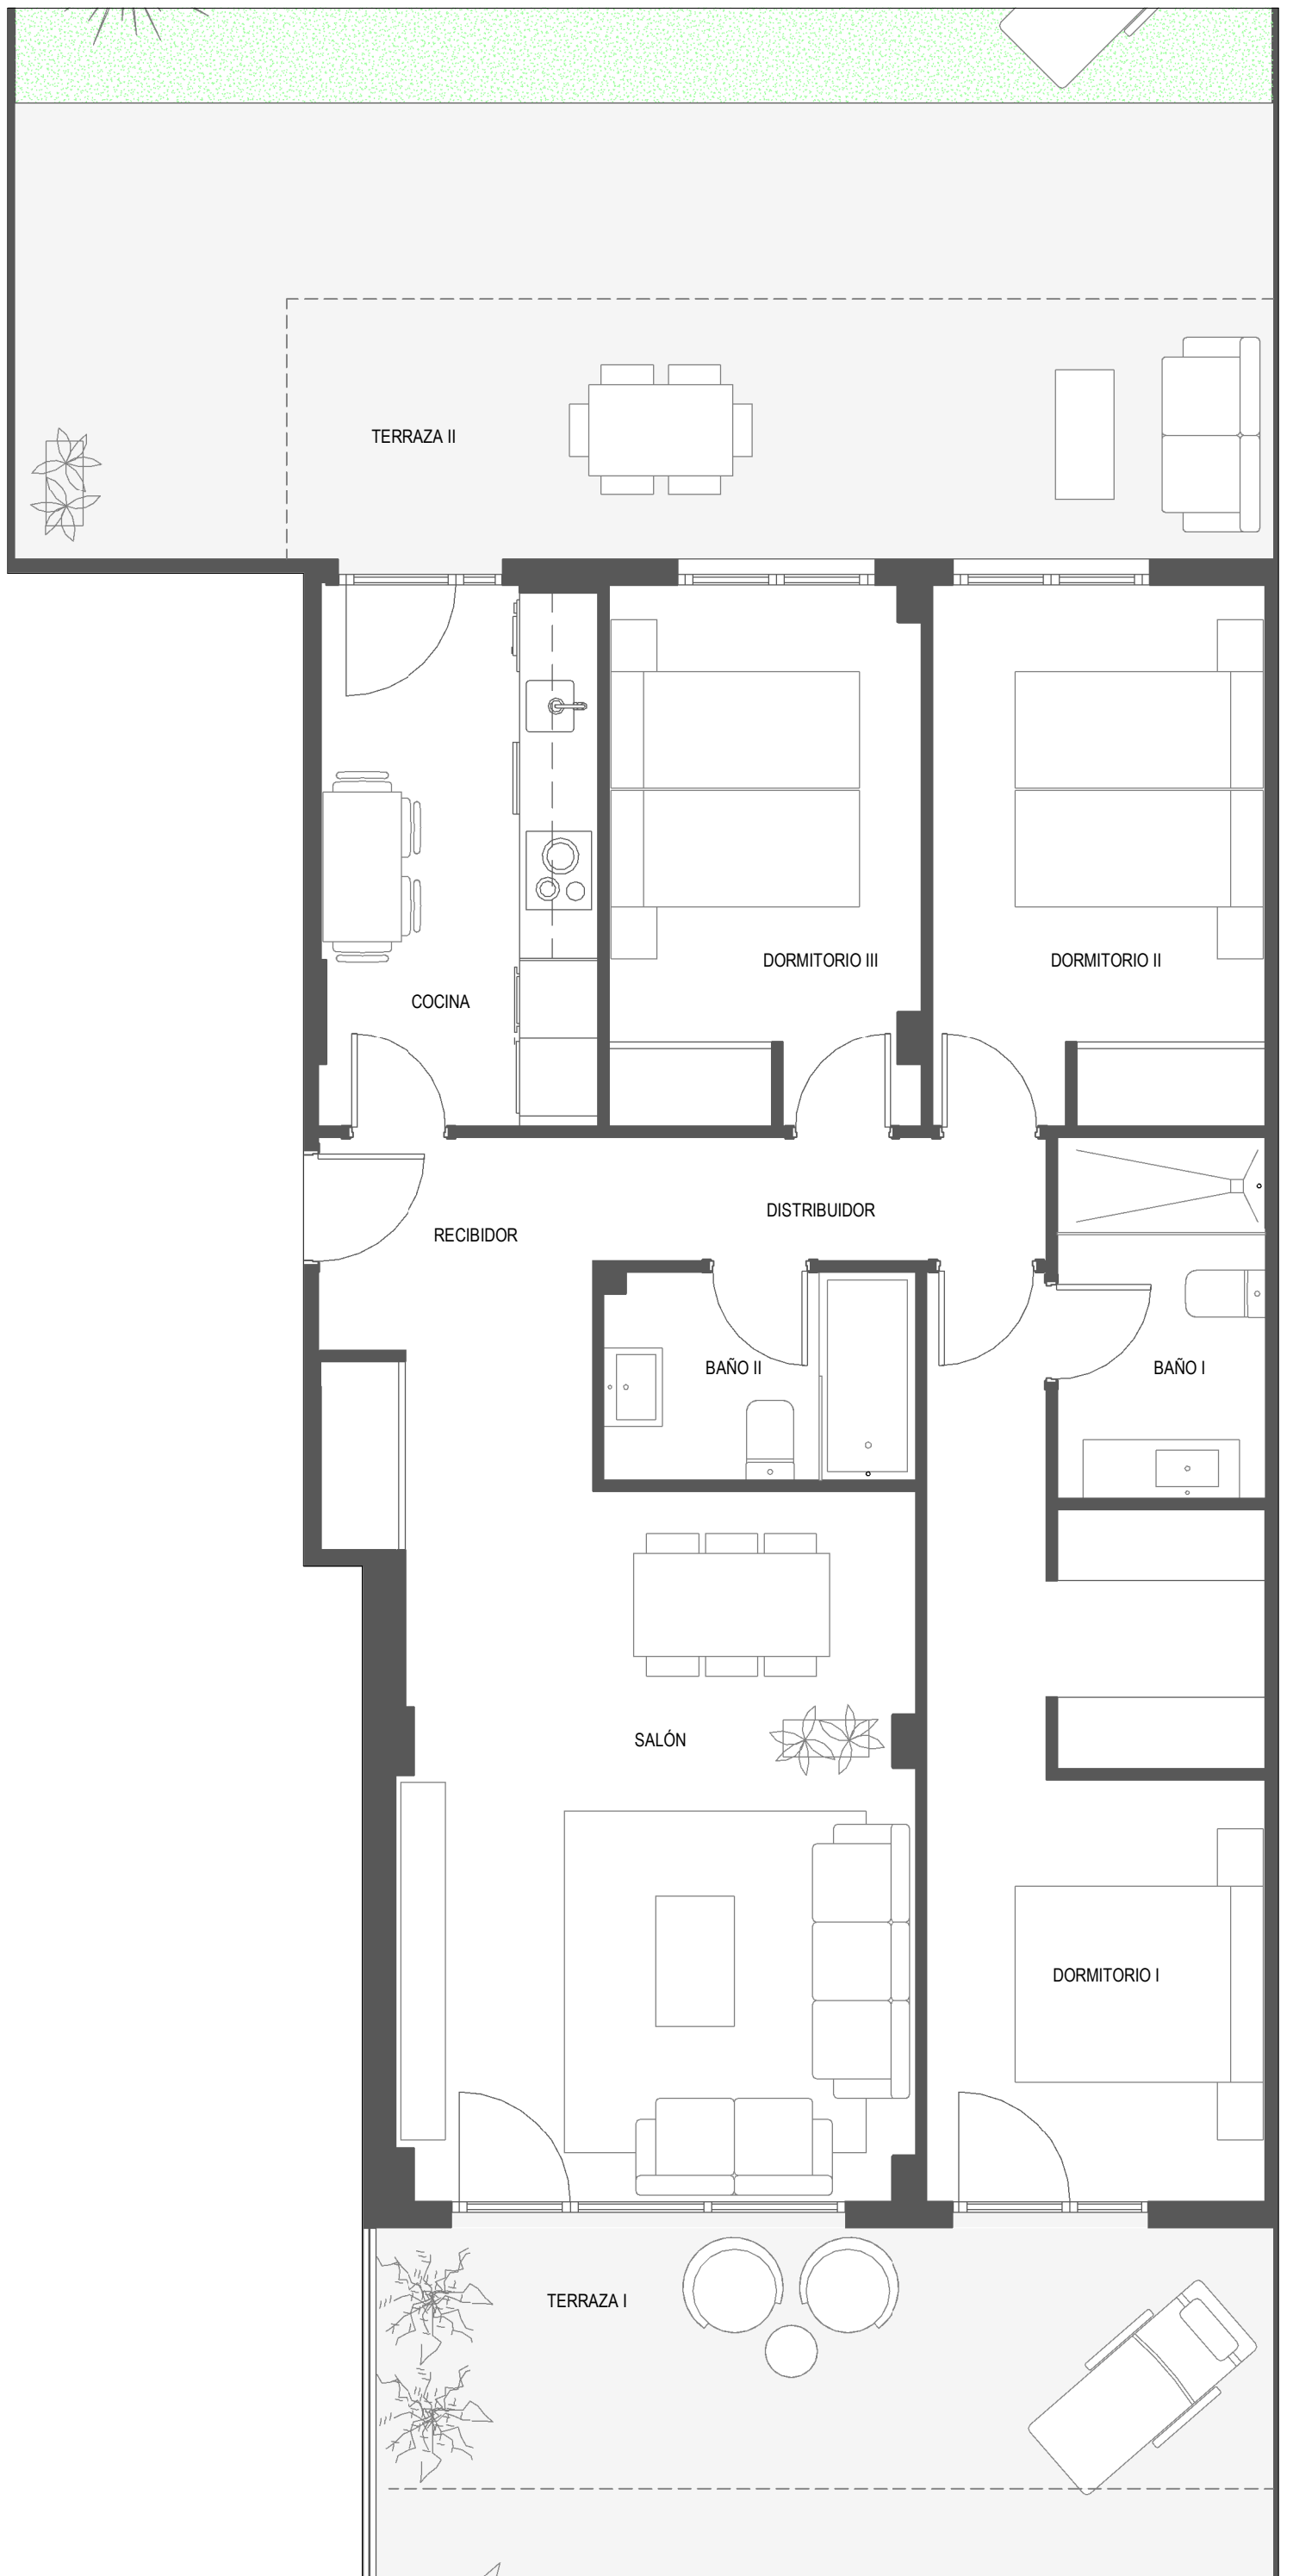 TERRAZA II
DORMITORIO III
DORMITORIO II
COCINA
DISTRIBUIDOR
RECIBIDOR
BAÑO II
BAÑO I
SALÓN
DORMITORIO I
TERRAZA I